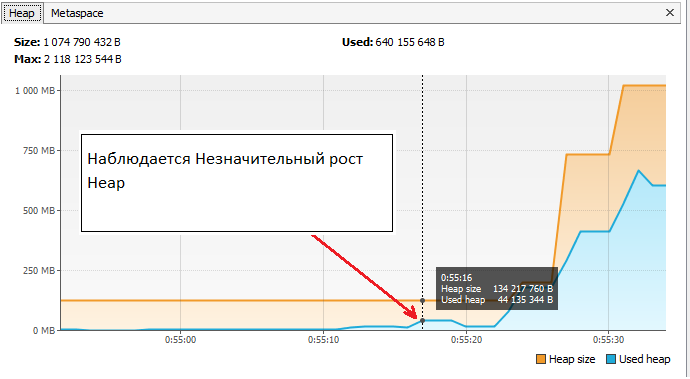 Heap Metaspace
Size: 1 074 790 432 B Used: 640 155 648 B
Max: 2 118 123 544 B
1 000 MB
750 MB
500 MB
250 MB
0 MB
Наблюдается Незначительный рост
Heap
0:55:16
Heap size 134 217 760 B
Used heap 44 135 344 B
0:55:00 0:55:10 0:55:20 0:55:30
Heap size Used heap